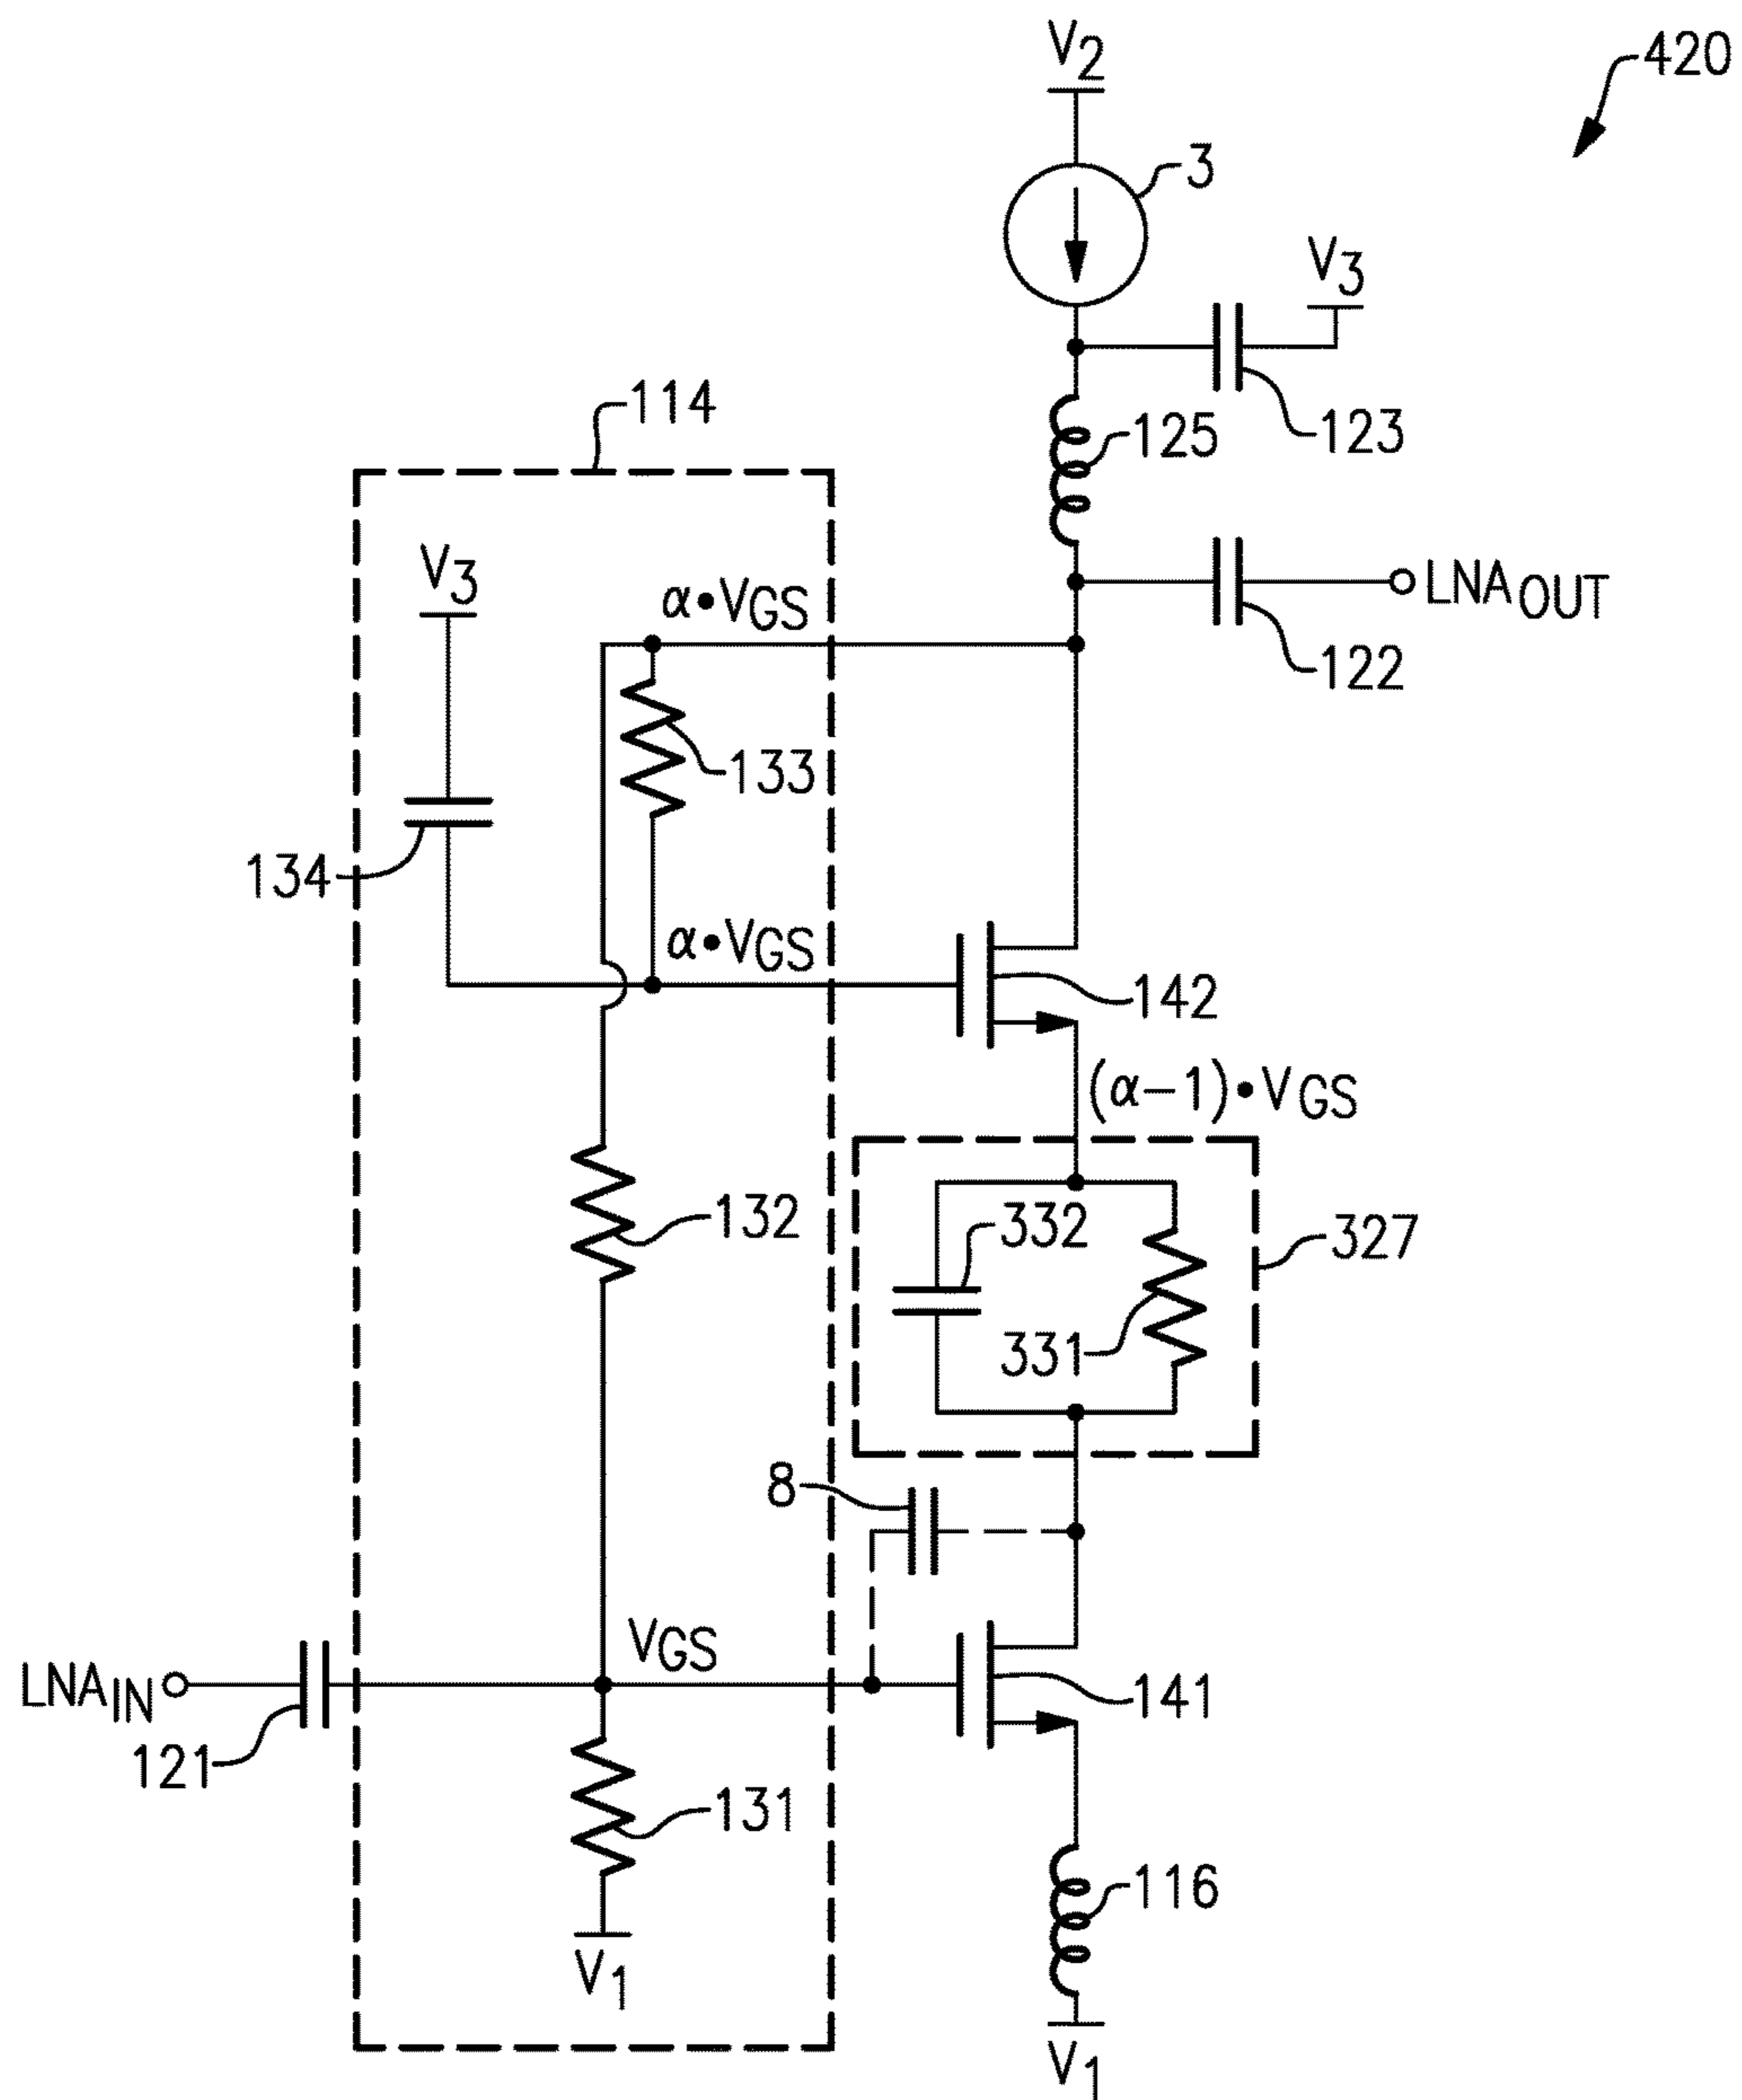 V2
420
3
V3
114
125
123
V3
α•VGS
LNAOUT
122
133
134
α•VGS
142
(α−1)•VGS
332
132
327
331
8
VGS
LNAIN
141
121
131
116
V1
V1